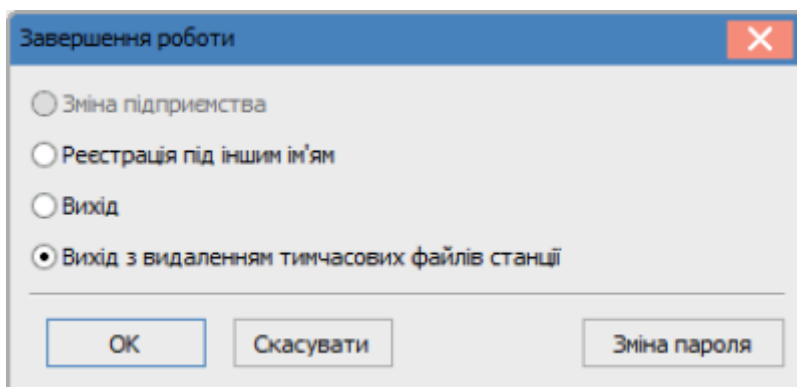 Завершення роботи
Зміна підприємства
Реєстрація під іншим ім'ям
Вихід
Вихід з видаленням тимчасових файлів станції
ОК
Скасувати
Зміна пароля